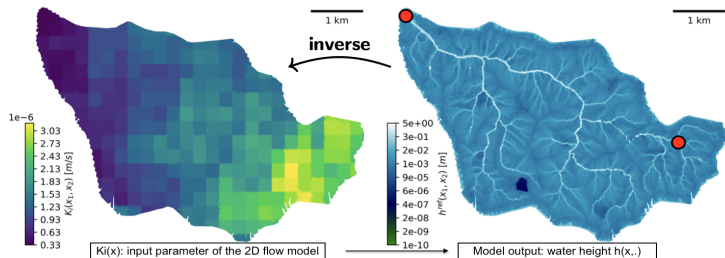 1 km
inverse
1 km
1e−6
3.03
2.73
2.43
2.13
1.83
1.53
1.23
0.93
0.63
0.33
Ki(x₁, x₂) [m/s]
5e+00
3e-01
2e-02
1e-03
9e-05
6e-06
4e-07
2e-08
2e-09
1e-10
h^ref(x₁, x₂) [m]
Ki(x): input parameter of the 2D flow model
Model output: water height h(x,.)